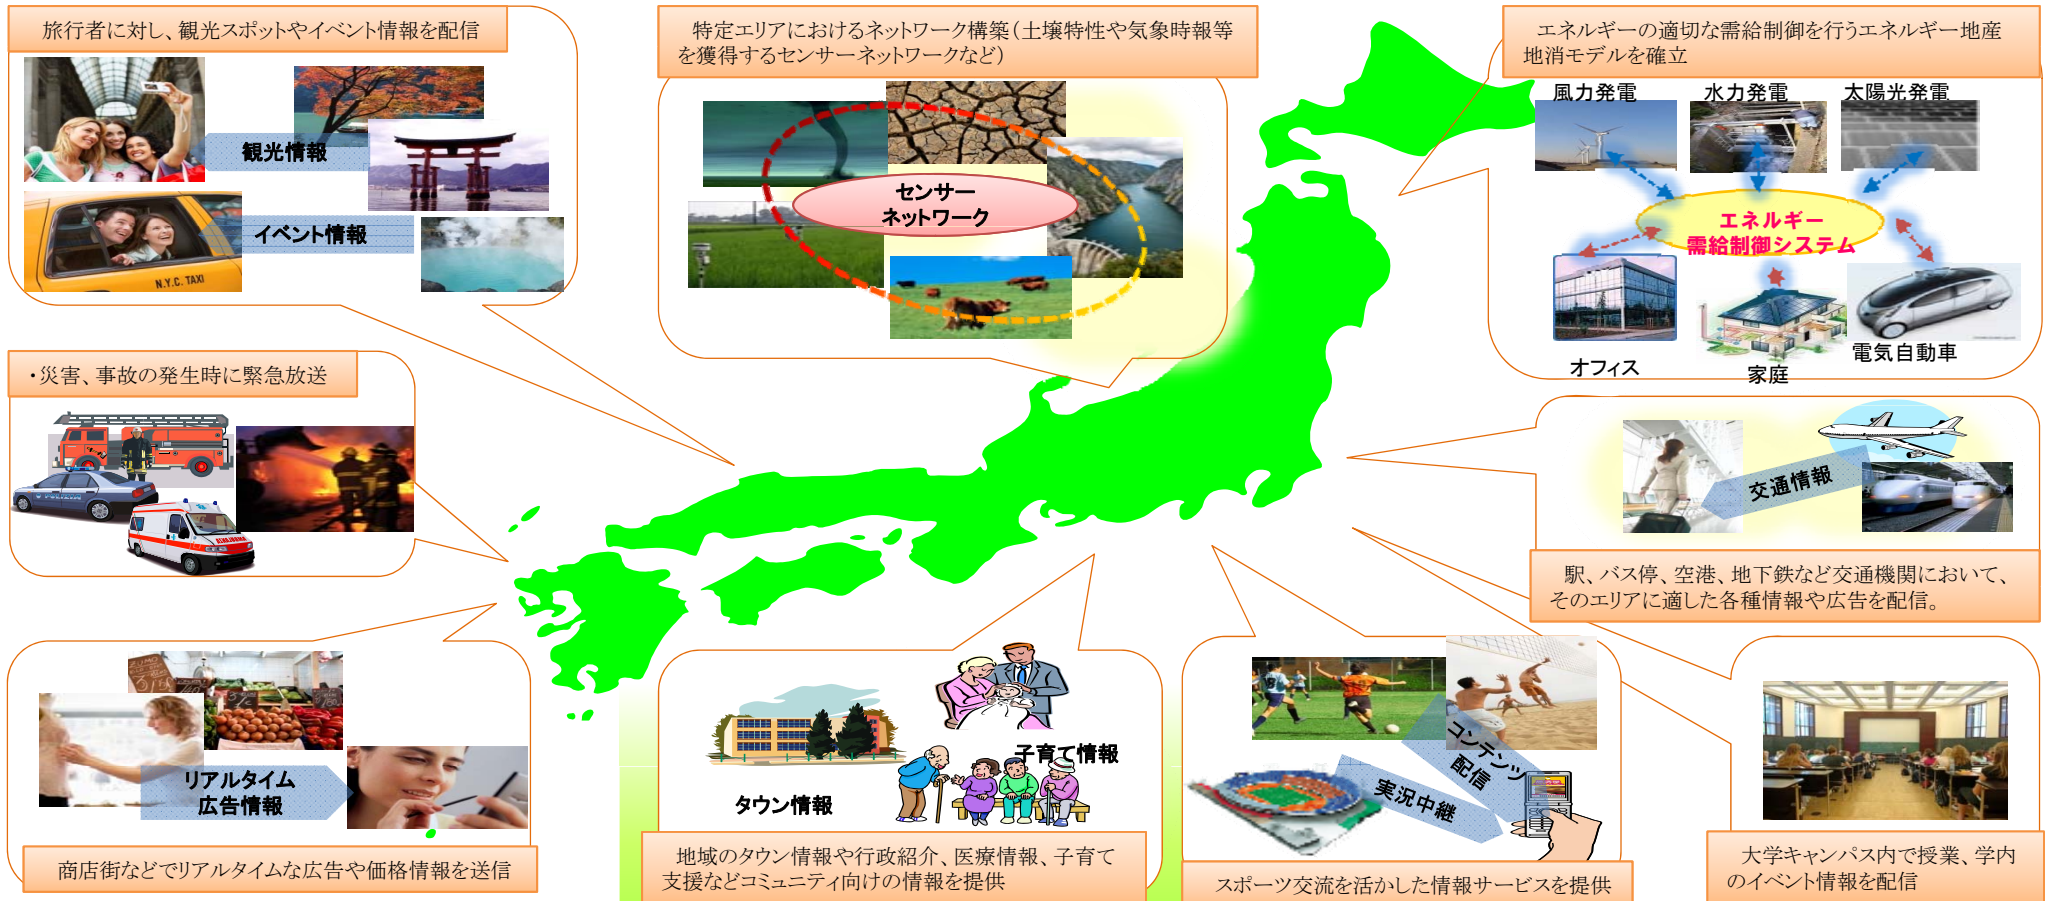 旅行者に対し、観光スポットやイベント情報を配信
観光情報
イベント情報
N.Y.C. TAXI
特定エリアにおけるネットワーク構築（土壌特性や気象時報等
を獲得するセンサーネットワークなど）
センサー
ネットワーク
エネルギーの適切な需給制御を行うエネルギー地産
地消モデルを確立
風力発電
水力発電
太陽光発電
エネルギー
需給制御システム
オフィス
家庭
電気自動車
・災害、事故の発生時に緊急放送
交通情報
駅、バス停、空港、地下鉄など交通機関において、
そのエリアに適した各種情報や広告を配信。
リアルタイム
広告情報
商店街などでリアルタイムな広告や価格情報を送信
子育て情報
タウン情報
地域のタウン情報や行政紹介、医療情報、子育て
支援などコミュニティ向けの情報を提供
コンテンツ
配信
実況中継
スポーツ交流を活かした情報サービスを提供
大学キャンパス内で授業、学内
のイベント情報を配信